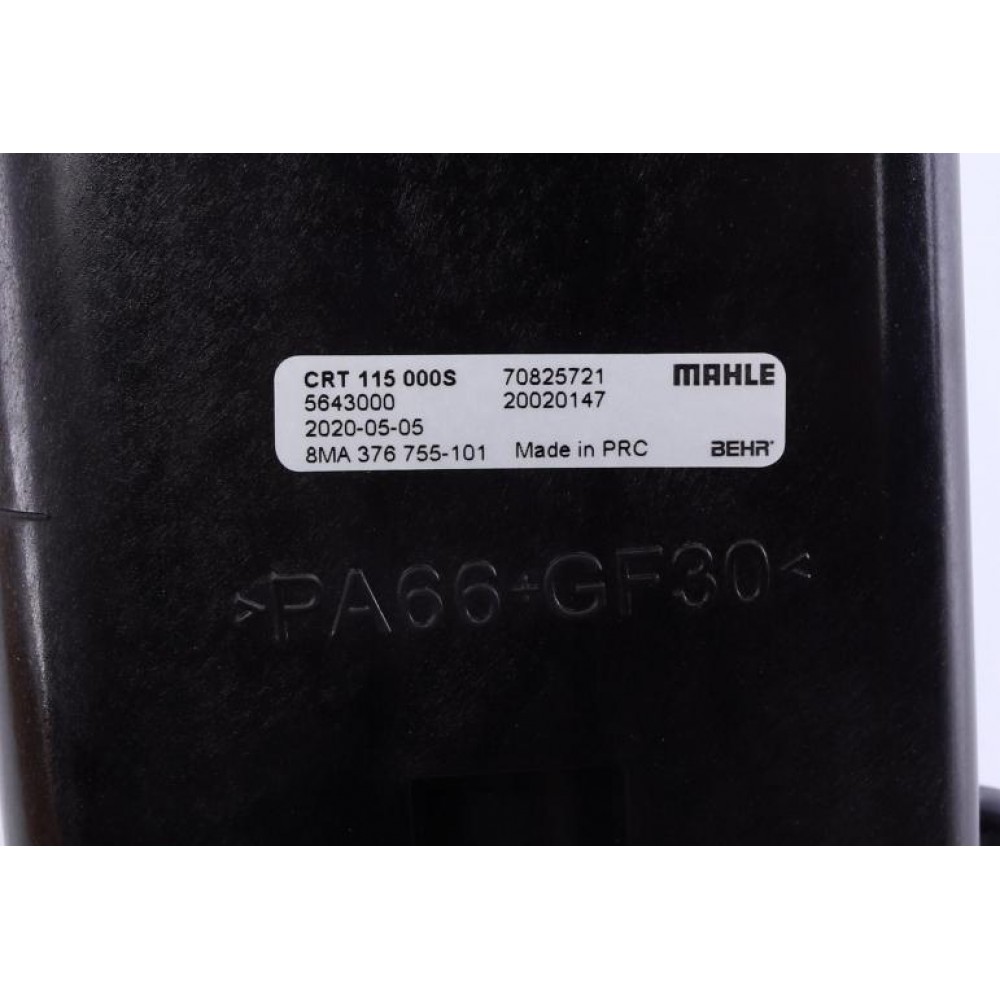 CRT 115 000S 70825721 MAHLE
5643000 20020147
2020-05-05
8MA 376 755-101 Made in PRC BEHR
>PA66+GF30<